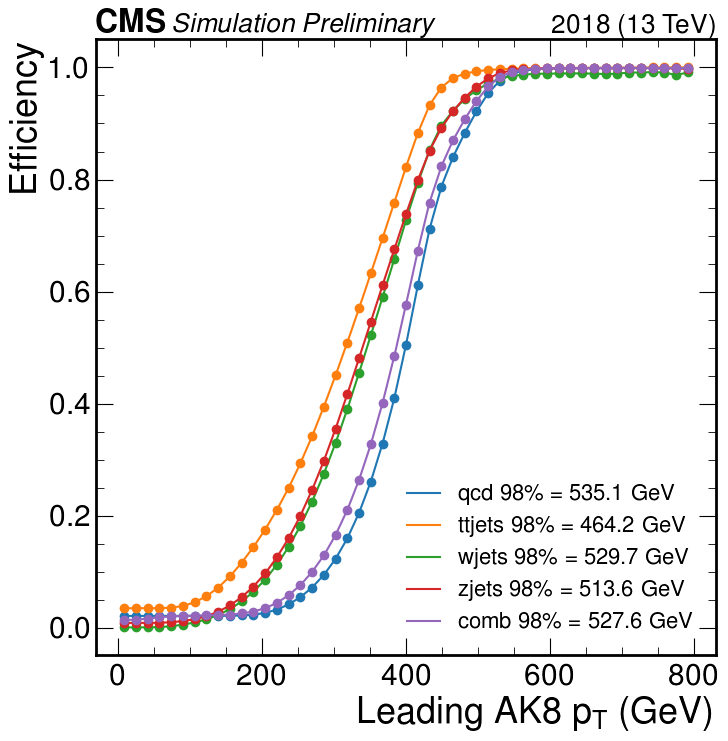 CMS Simulation Preliminary 2018 (13 TeV)
Efficiency
1.0
0.8
0.6
0.4
0.2
0.0
qcd 98% = 535.1 GeV
ttjets 98% = 464.2 GeV
wjets 98% = 529.7 GeV
zjets 98% = 513.6 GeV
comb 98% = 527.6 GeV
0 200 400 600 800
Leading AK8 pT (GeV)